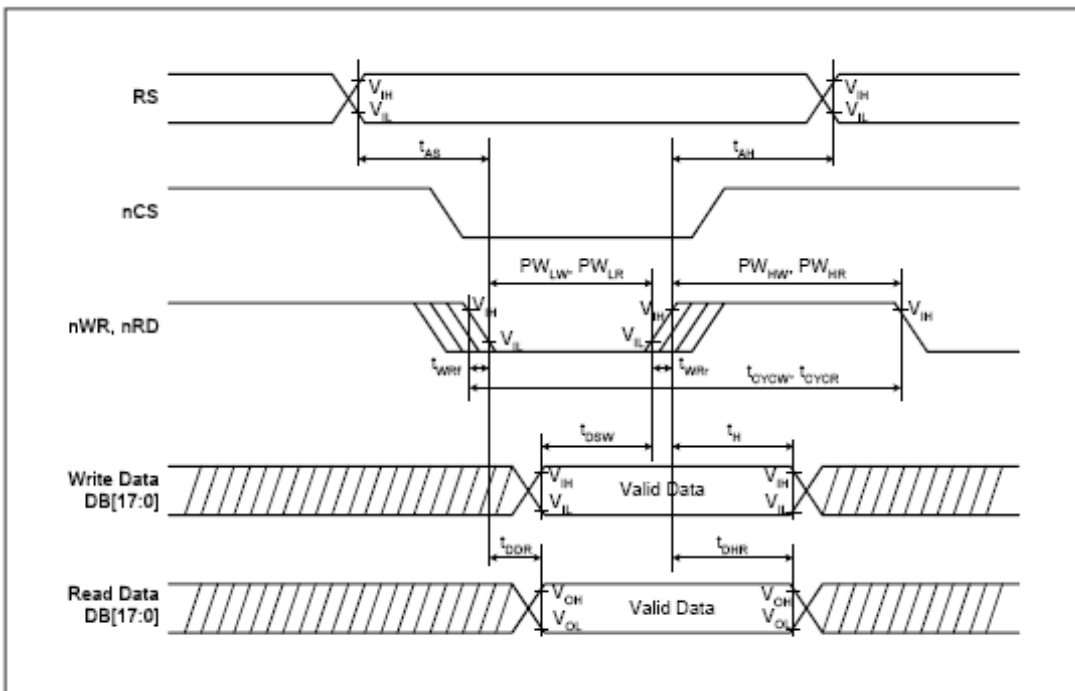 RS
V_IH
V_IL
V_IH
V_IL
t_AS
t_AH
nCS
PW_LW, PW_LR
PW_HW, PW_HR
nWR, nRD
V_IH
V_IL
V_IH
V_IL
V_IH
t_WRf
t_WRr
t_CYCW, t_CYCR
t_DSW
t_H
Write Data
DB[17:0]
V_IH
V_IL
Valid Data
V_IH
V_IL
t_DDR
t_DHR
Read Data
DB[17:0]
V_OH
V_OL
Valid Data
V_OH
V_OL